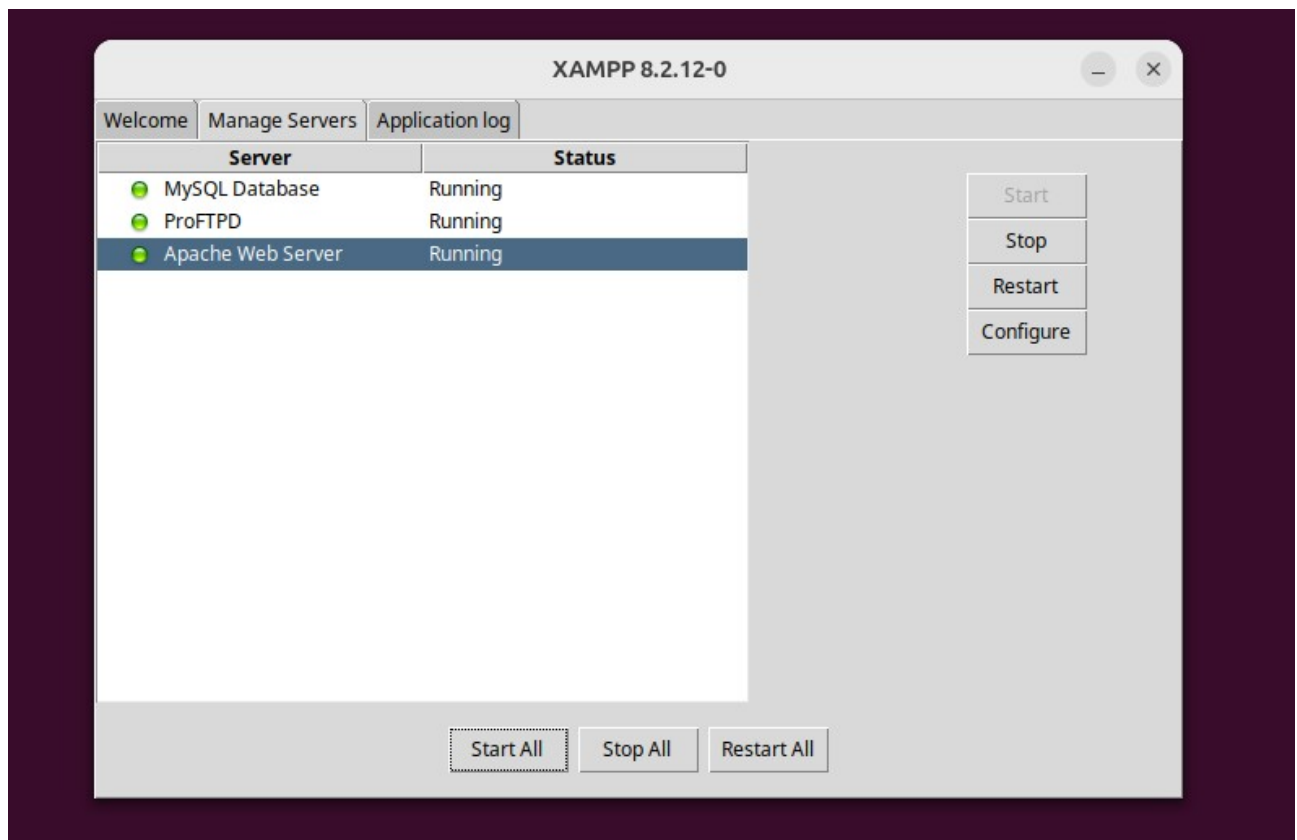 XAMPP 8.2.12-0
Welcome Manage Servers Application log
Server Status
MySQL Database Running
ProFTPD Running
Apache Web Server Running
Start
Stop
Restart
Configure
Start All Stop All Restart All